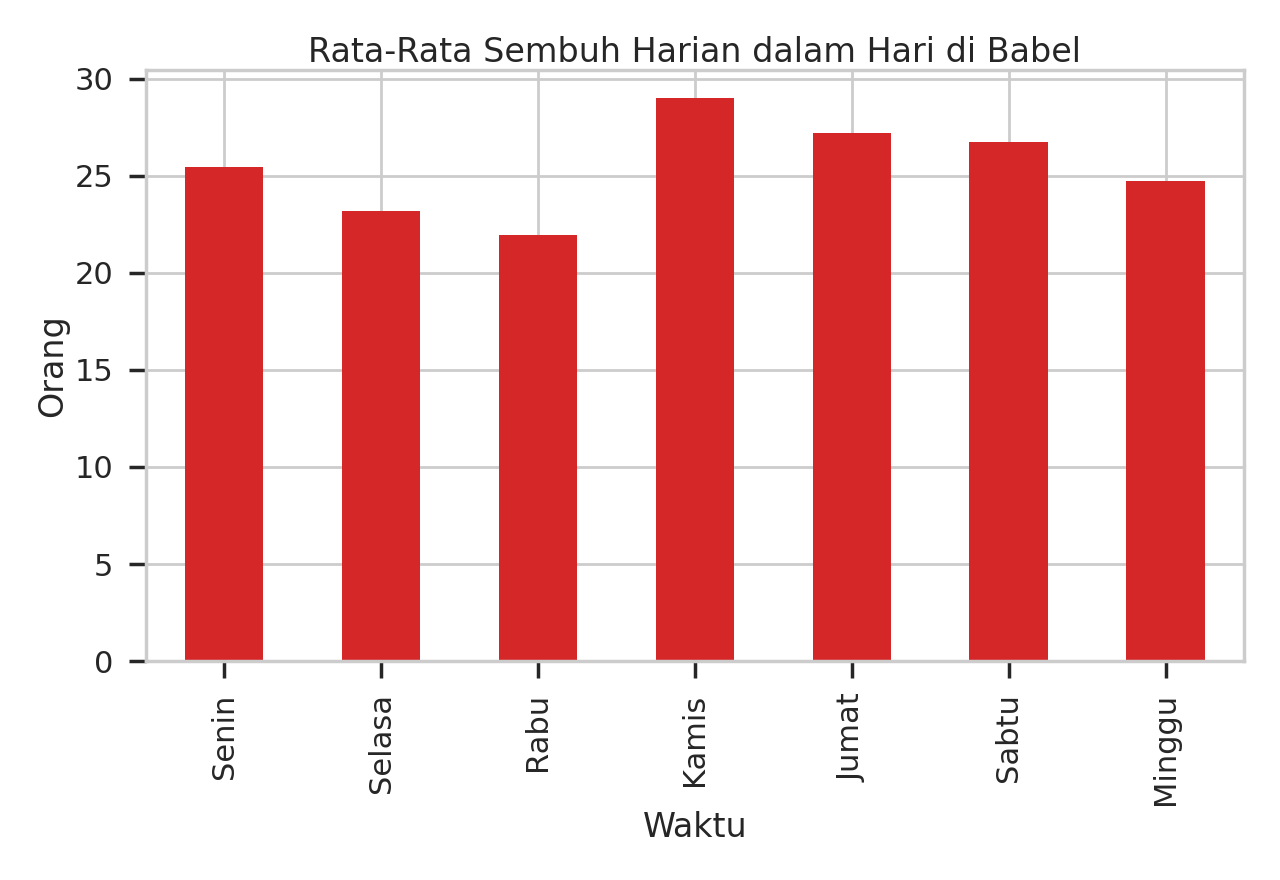 Rata-Rata Sembuh Harian dalam Hari di Babel
30
25
20
15
10
5
0
Orang
Senin
Selasa
Rabu
Kamis
Jumat
Sabtu
Minggu
Waktu